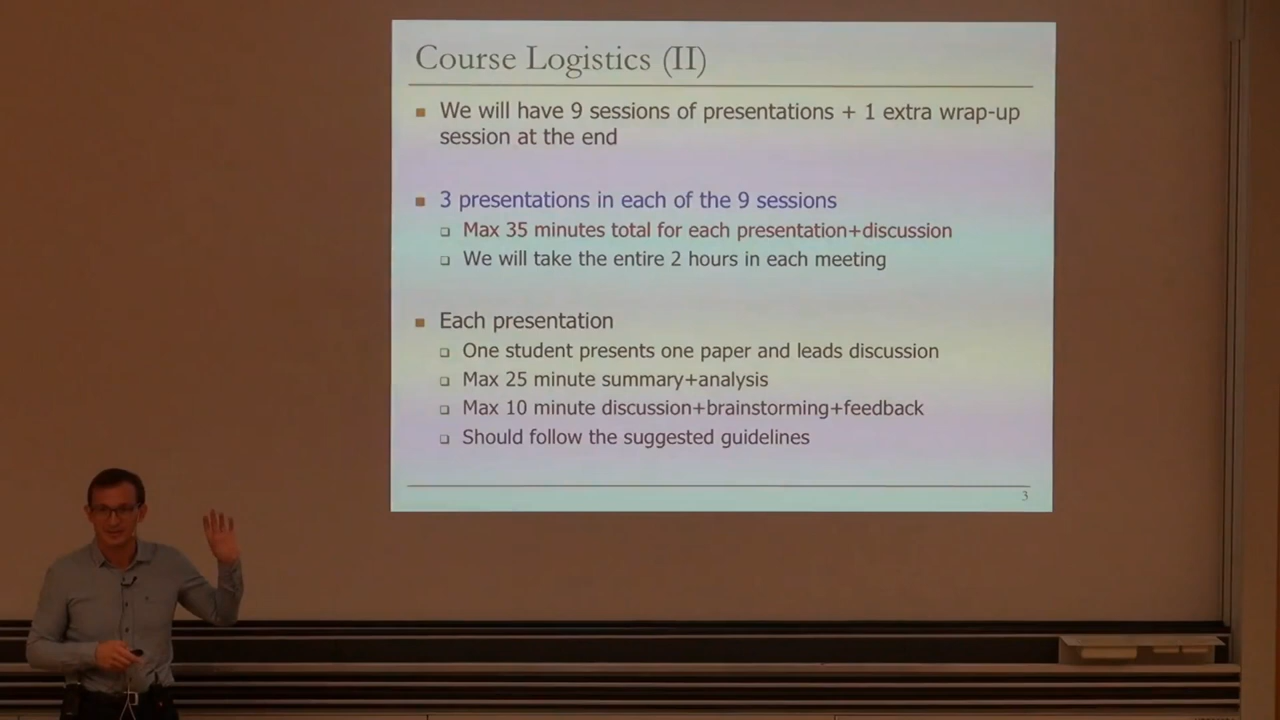 Course Logistics (II)
We will have 9 sessions of presentations + 1 extra wrap-up
session at the end
3 presentations in each of the 9 sessions
Max 35 minutes total for each presentation+discussion
We will take the entire 2 hours in each meeting
Each presentation
One student presents one paper and leads discussion
Max 25 minute summary+analysis
Max 10 minute discussion+brainstorming+feedback
Should follow the suggested guidelines
3